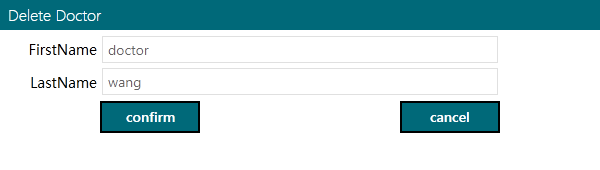 Delete Doctor
FirstName doctor
LastName wang
confirm cancel